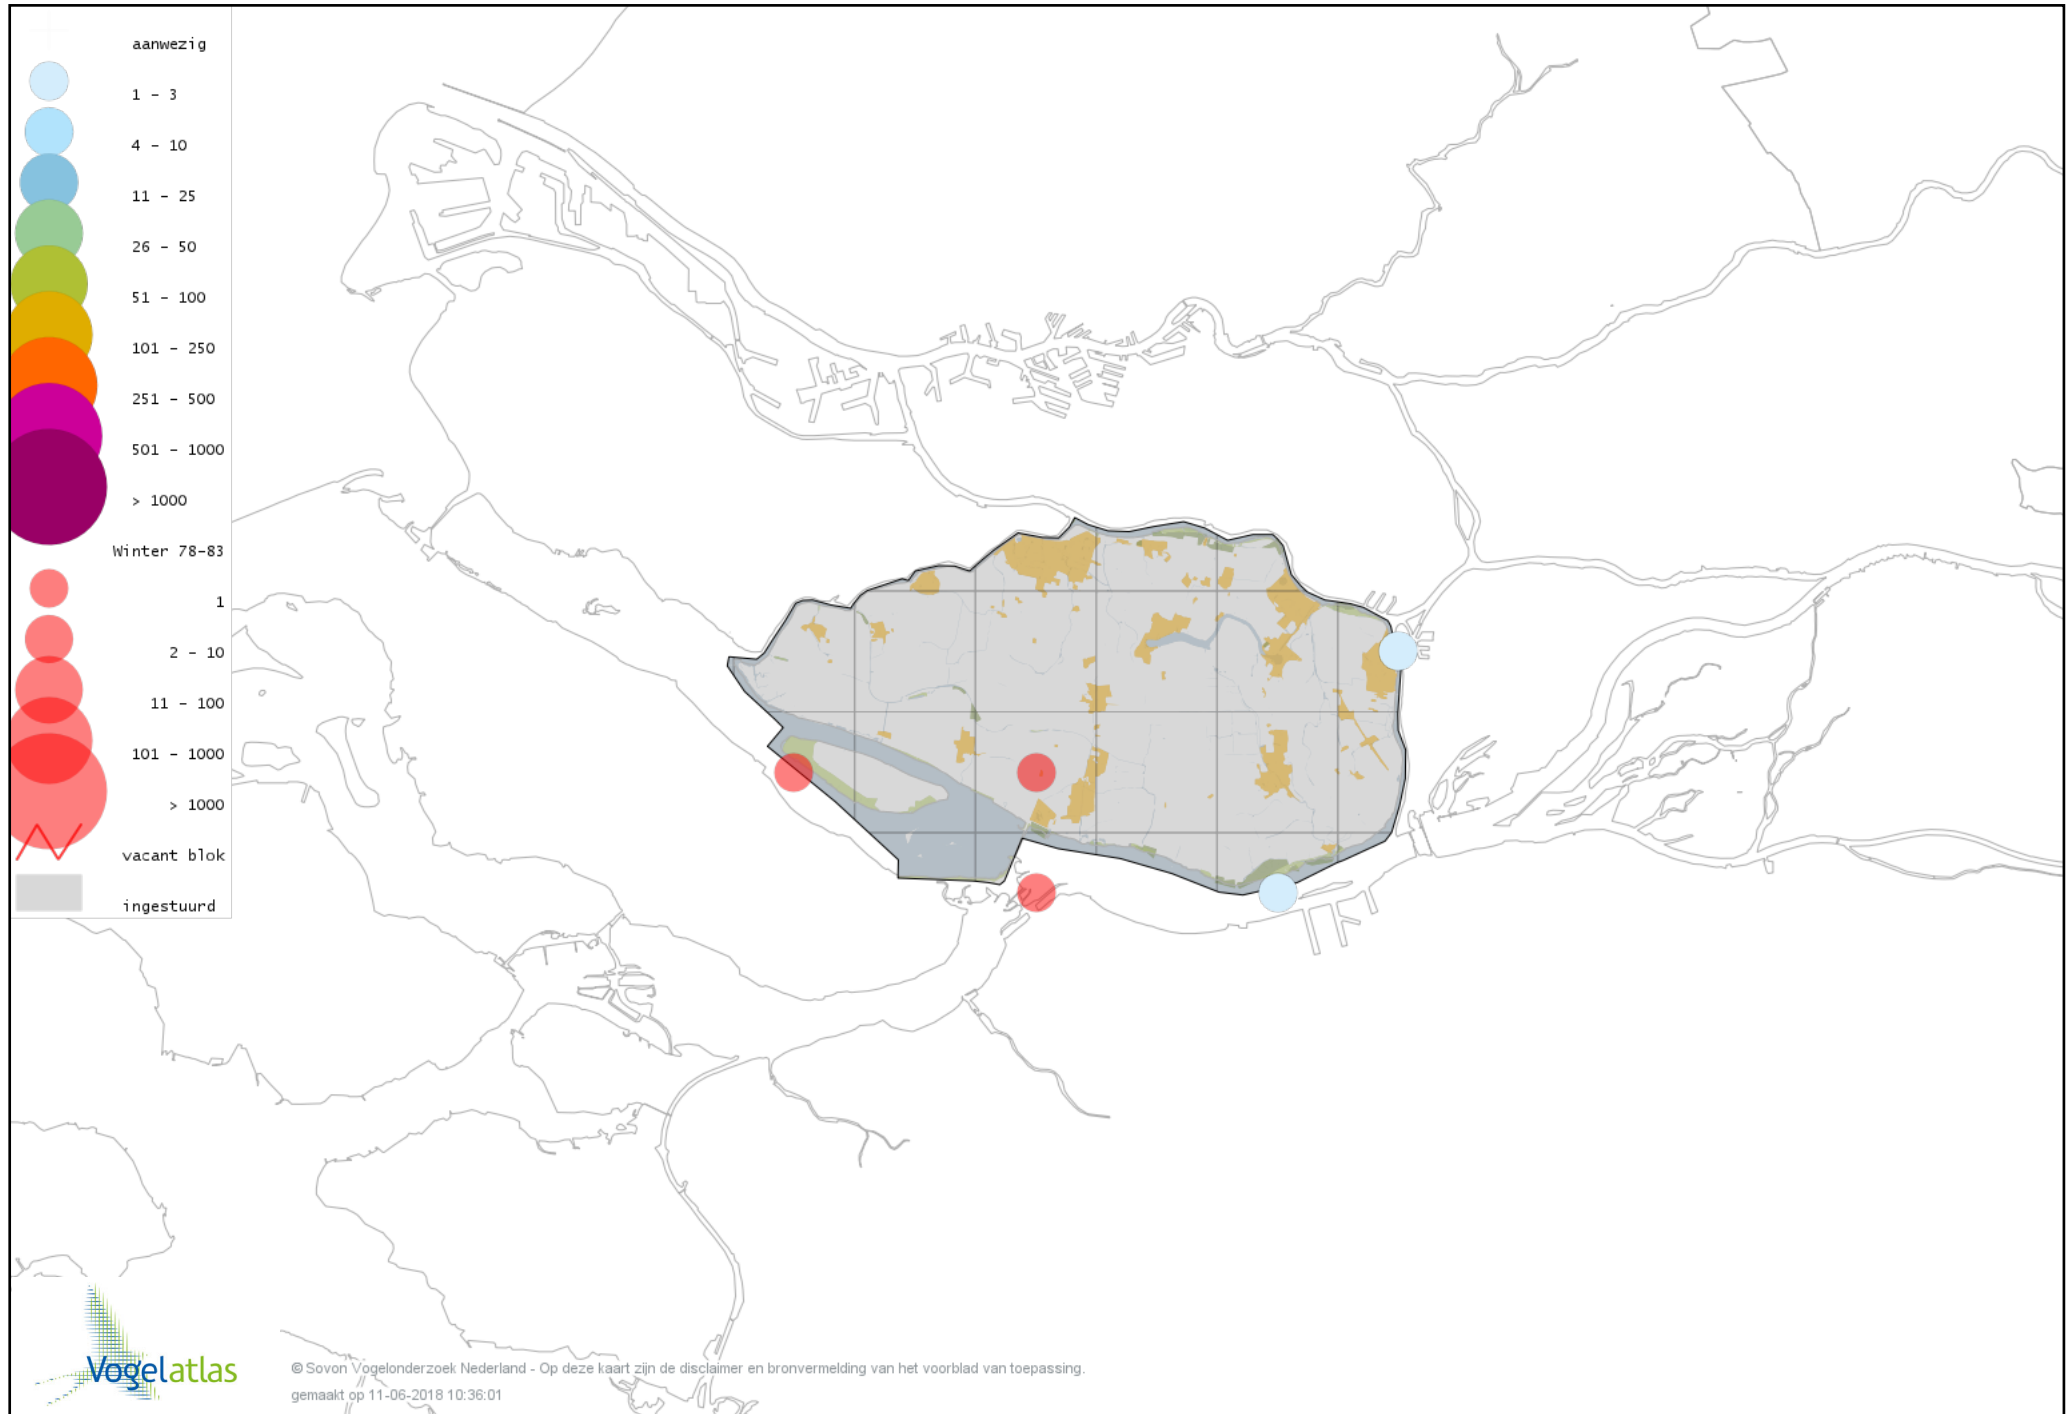 aanwezig
1 - 3
4 - 10
11 - 25
26 - 50
51 - 100
101 - 250
251 - 500
501 - 1000
> 1000
Winter 78-83
1
2 - 10
11 - 100
101 - 1000
> 1000
vacant blok
ingestuurd
Vogelatlas
© Sovon Vogelonderzoek Nederland - Op deze kaart zijn de disclaimer en bronvermelding van het voorblad van toepassing.
gemaakt op 11-06-2018 10:36:01